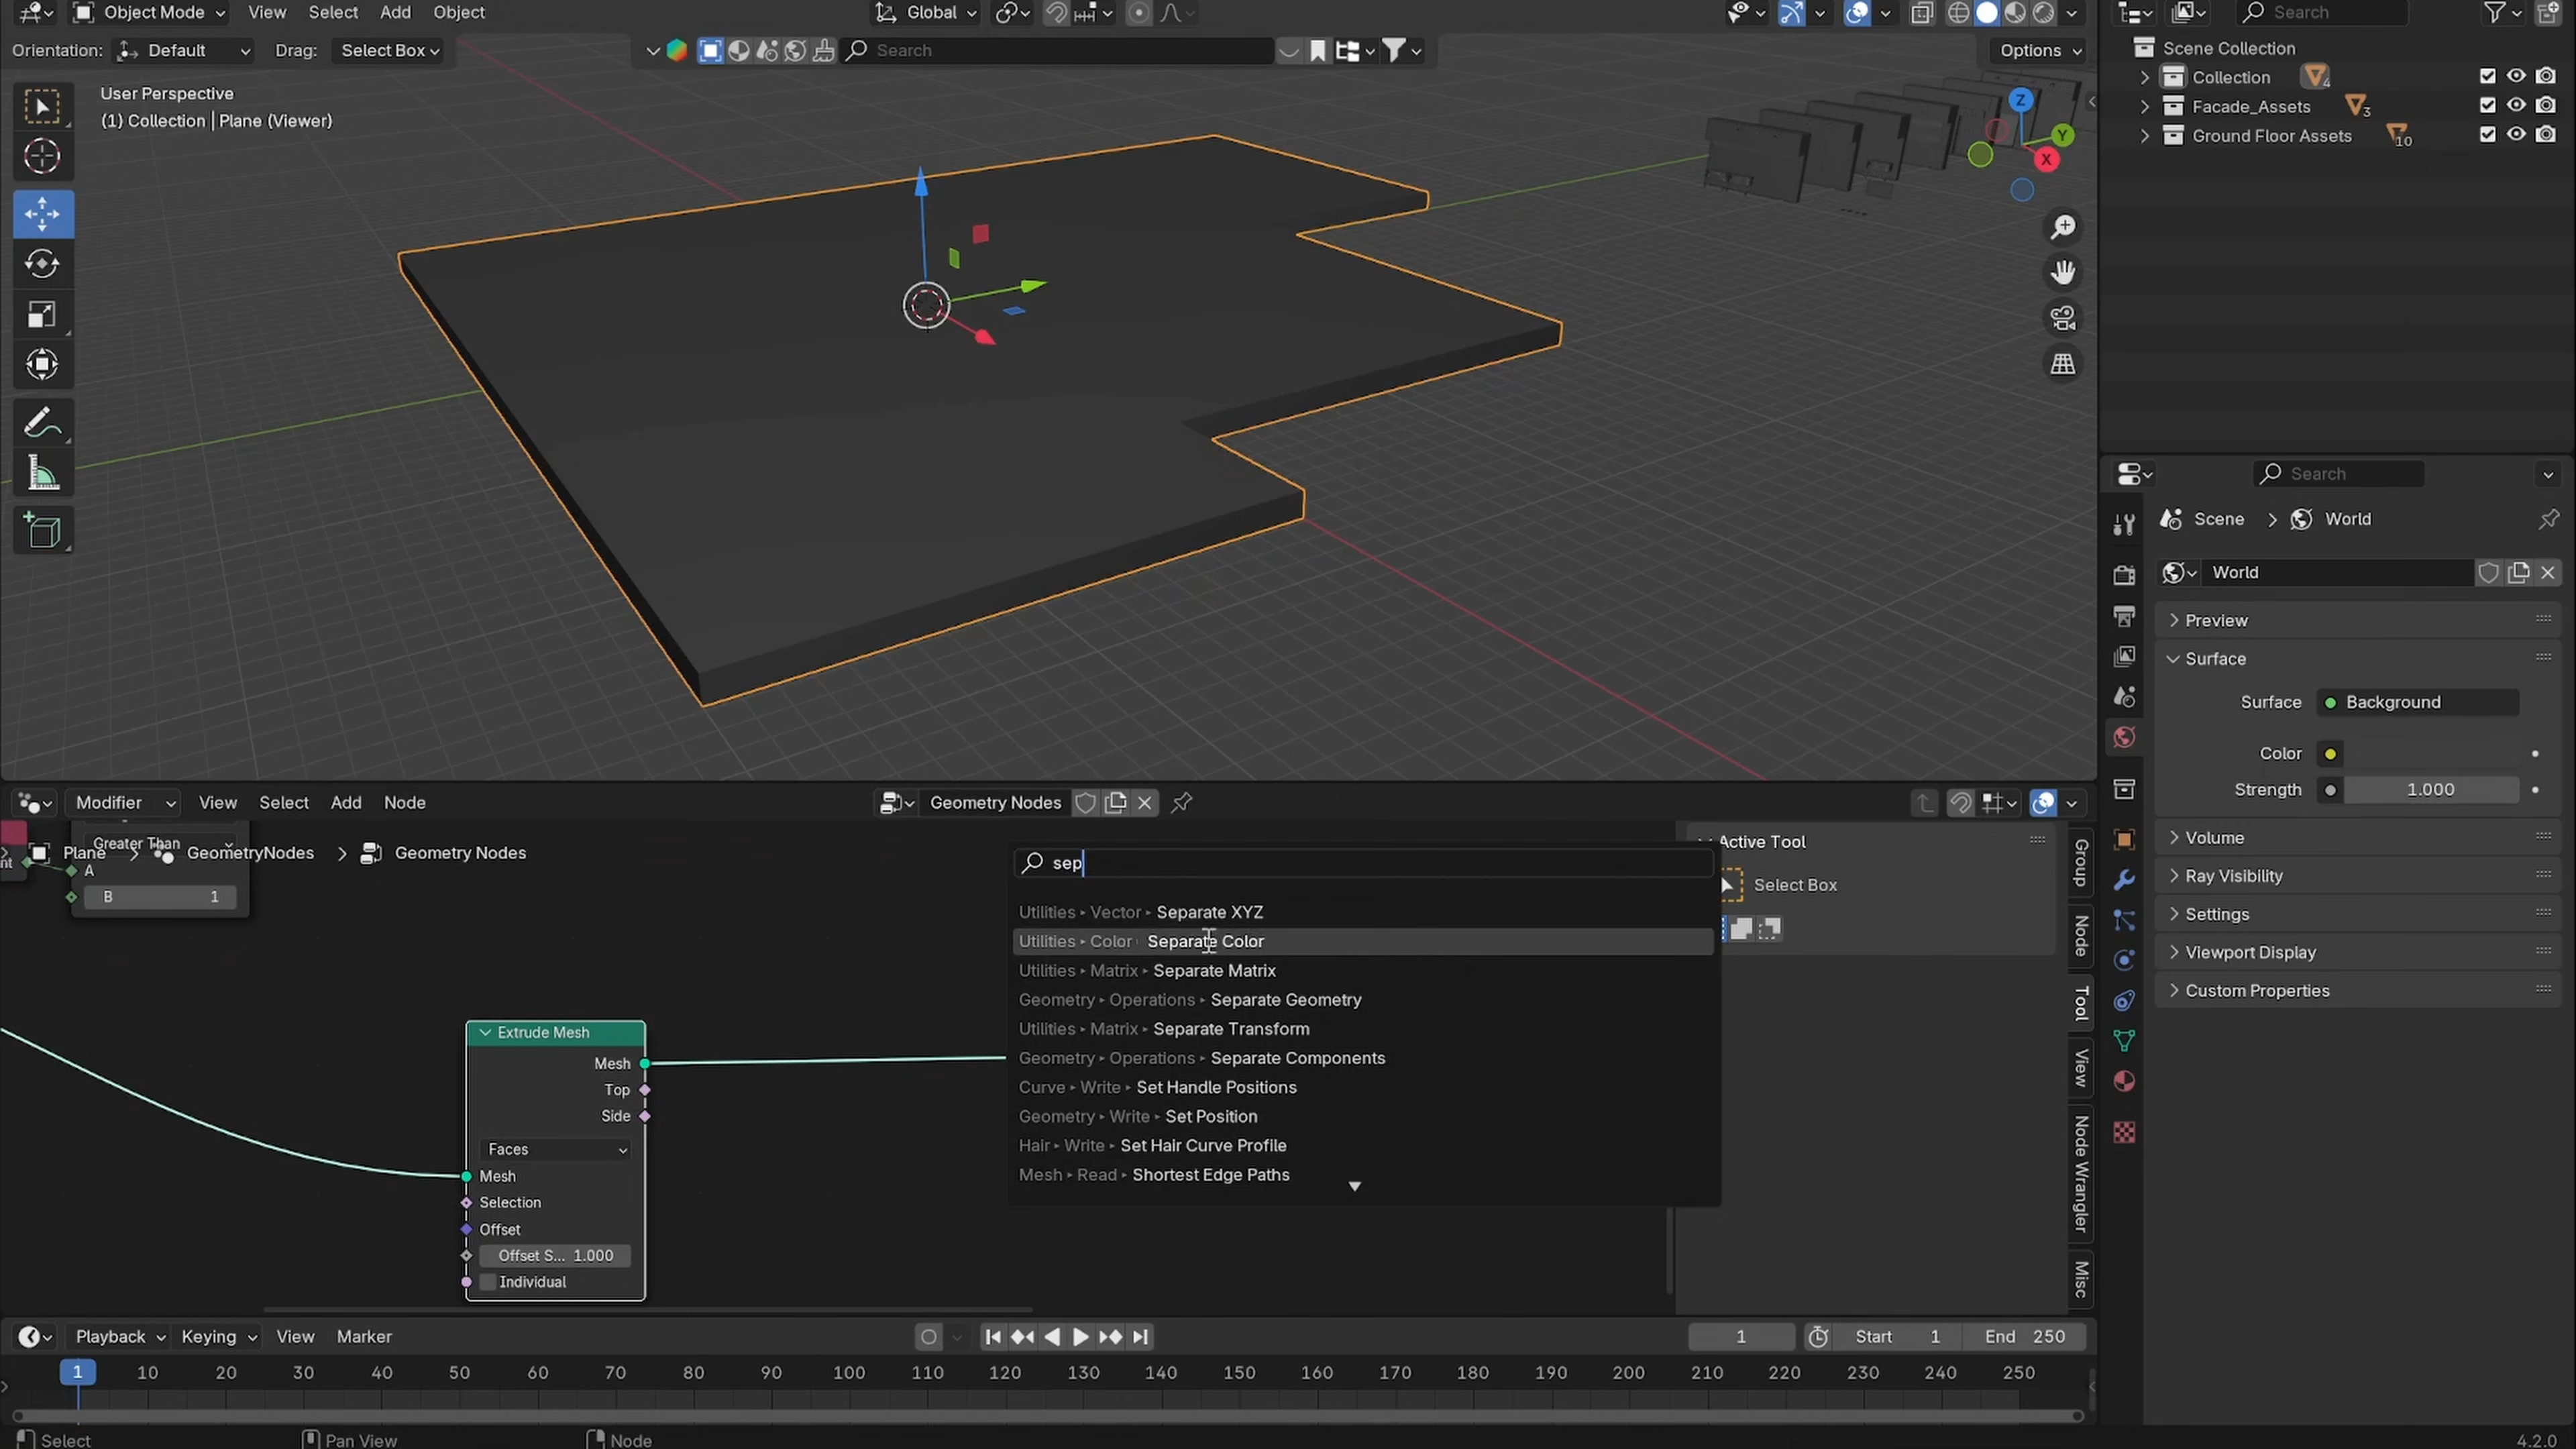 Object Mode View Select Add Object Global Search
Orientation: Default Drag: Select Box Search Options
User Perspective
(1) Collection | Plane (Viewer)
Z
Y
X
Scene Collection
Collection 4
Facade_Assets 3
Ground Floor Assets 10
Search
Scene > World
World
Preview
Surface
Surface Background
Color
Strength 1.000
Volume
Ray Visibility
Settings
Viewport Display
Custom Properties
Modifier View Select Add Node Geometry Nodes
Greater Than
nt Plane > GeometryNodes > Geometry Nodes
A
B 1
Extrude Mesh
Mesh
Top
Side
Faces
Mesh
Selection
Offset
Offset S... 1.000
Individual
sep
Utilities ▸ Vector ▸ Separate XYZ
Utilities ▸ Color ▸ Separate Color
Utilities ▸ Matrix ▸ Separate Matrix
Geometry ▸ Operations ▸ Separate Geometry
Utilities ▸ Matrix ▸ Separate Transform
Geometry ▸ Operations ▸ Separate Components
Curve ▸ Write ▸ Set Handle Positions
Geometry ▸ Write ▸ Set Position
Hair ▸ Write ▸ Set Hair Curve Profile
Mesh ▸ Read ▸ Shortest Edge Paths
Active Tool
Select Box
Group
Node
Tool
View
Node Wrangler
Misc
Playback Keying View Marker 1 Start 1 End 250
1 10 20 30 40 50 60 70 80 90 100 110 120 130 140 150 160 170 180 190 200 210 220 230 240 250
Select Pan View Node 4.2.0